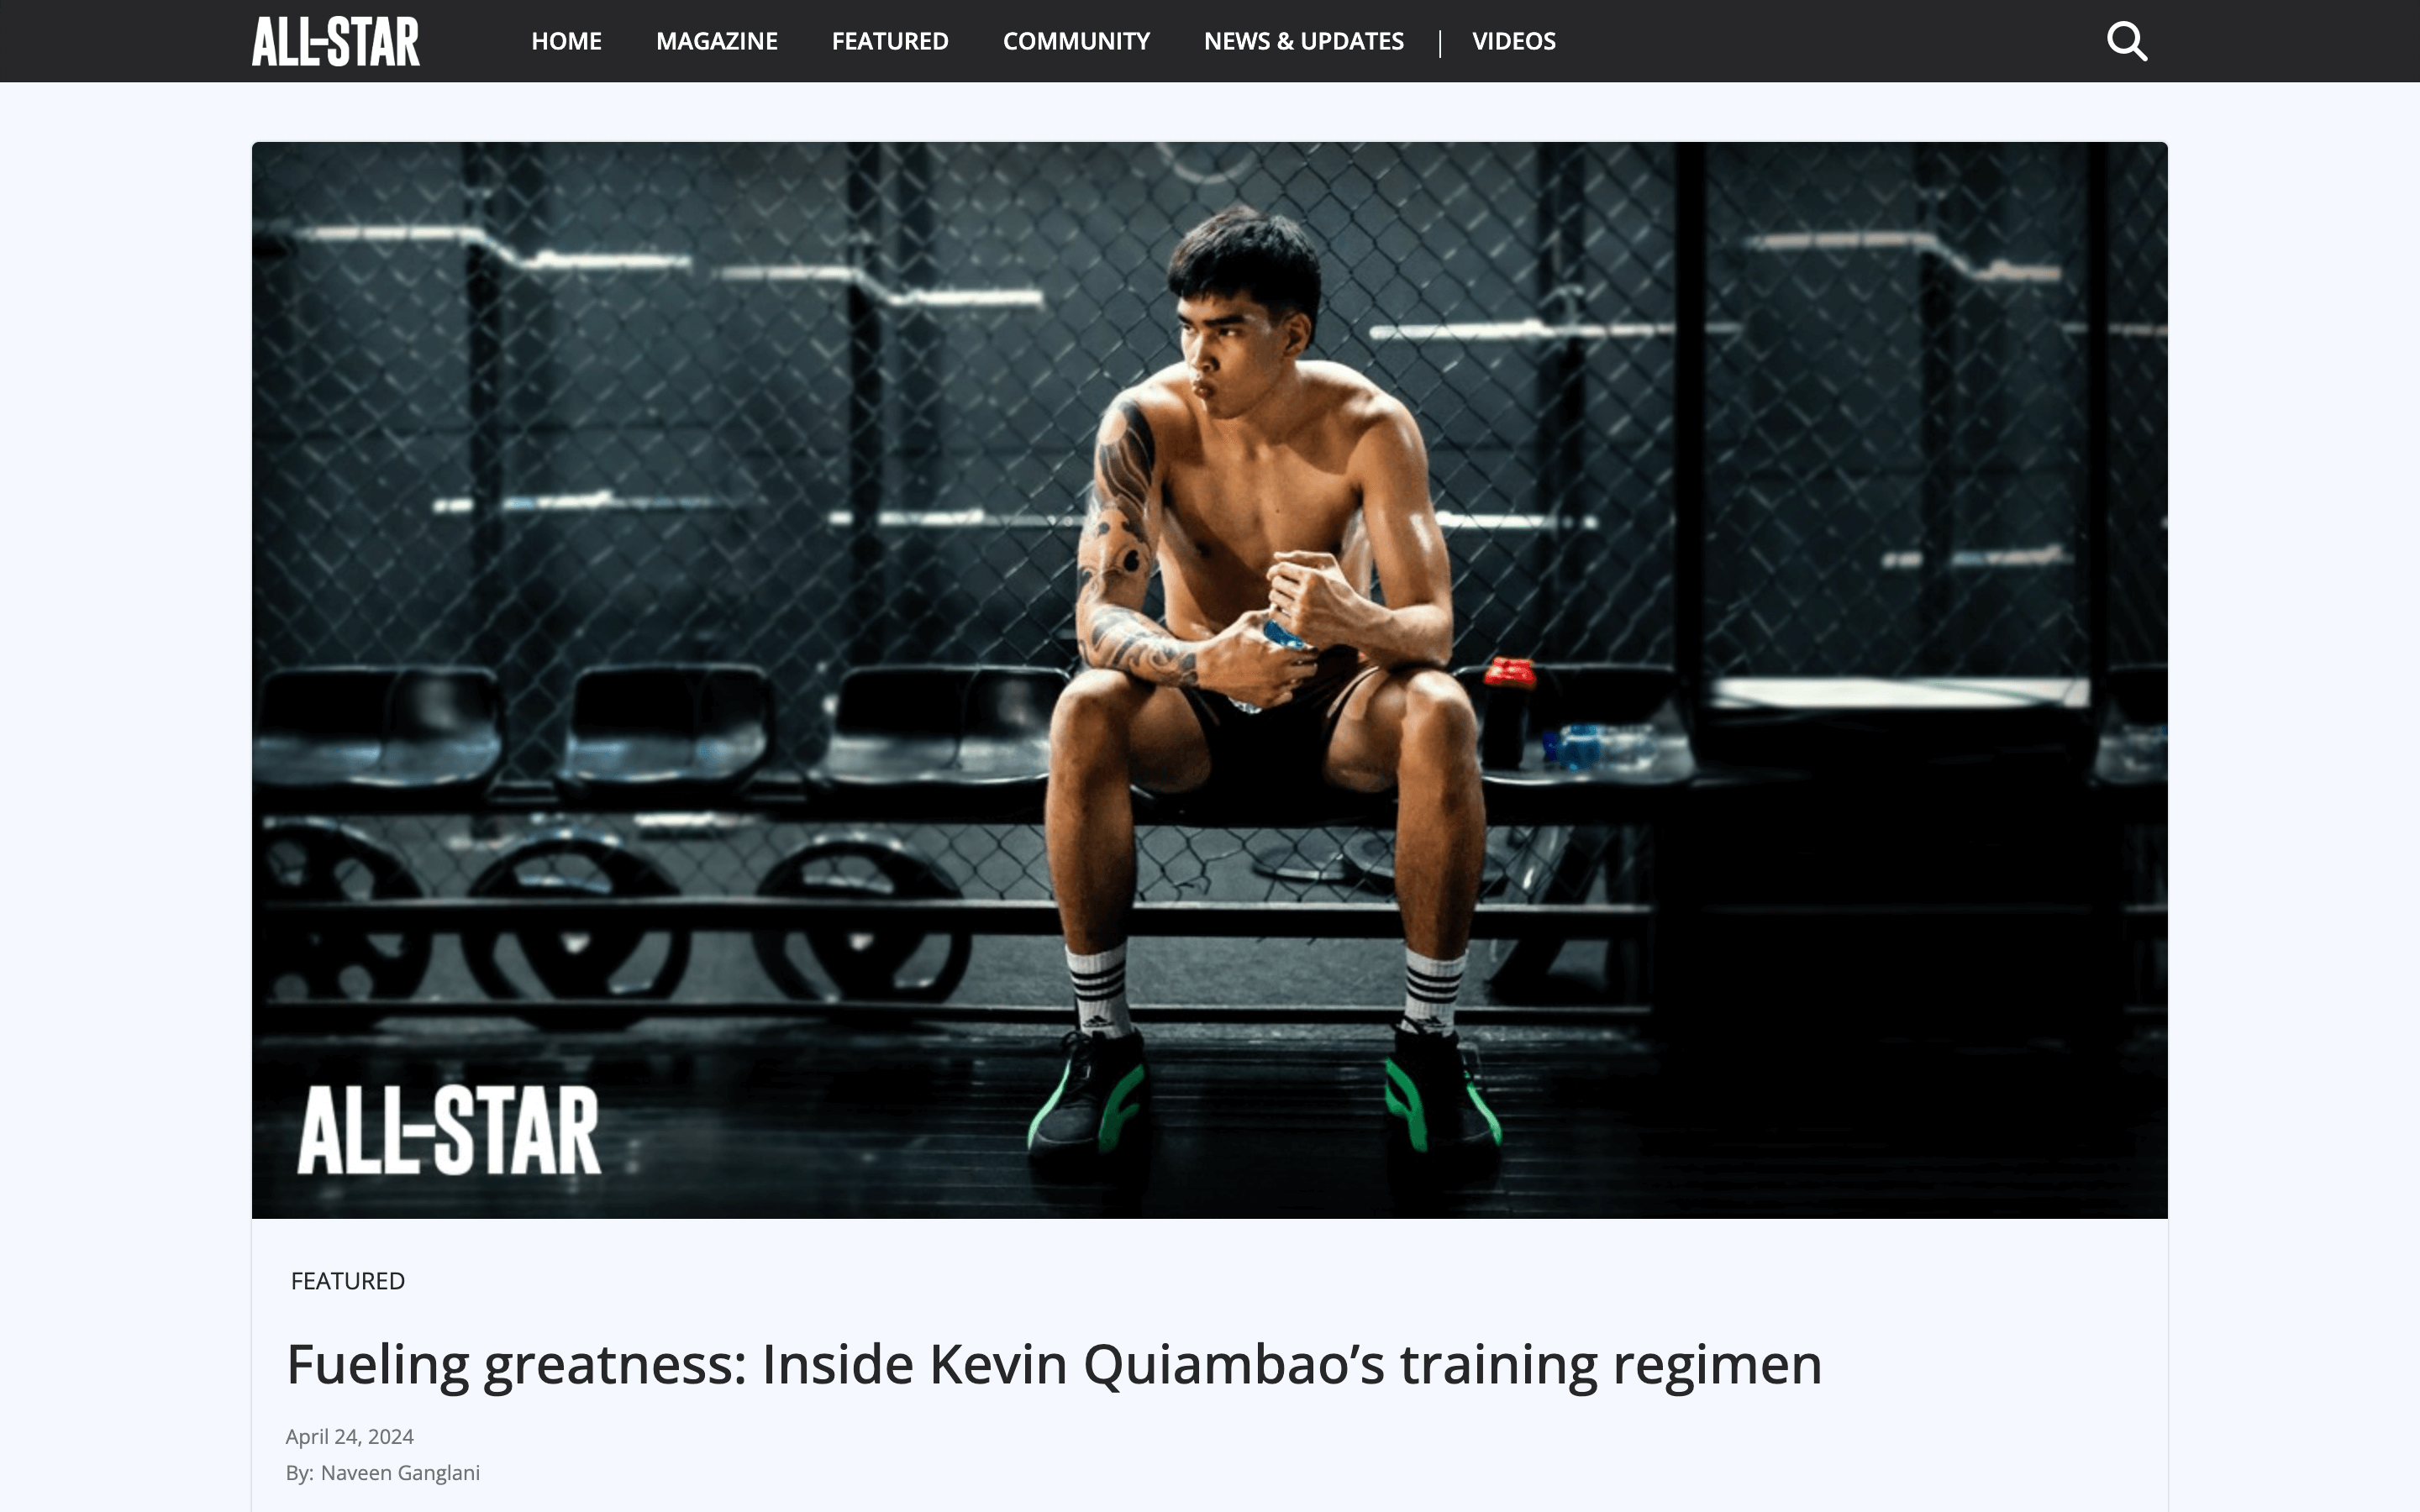 ALL-STAR
HOME
MAGAZINE
FEATURED
COMMUNITY
NEWS & UPDATES
|
VIDEOS
ALL-STAR
FEATURED
Fueling greatness: Inside Kevin Quiambao’s training regimen
April 24, 2024
By: Naveen Ganglani